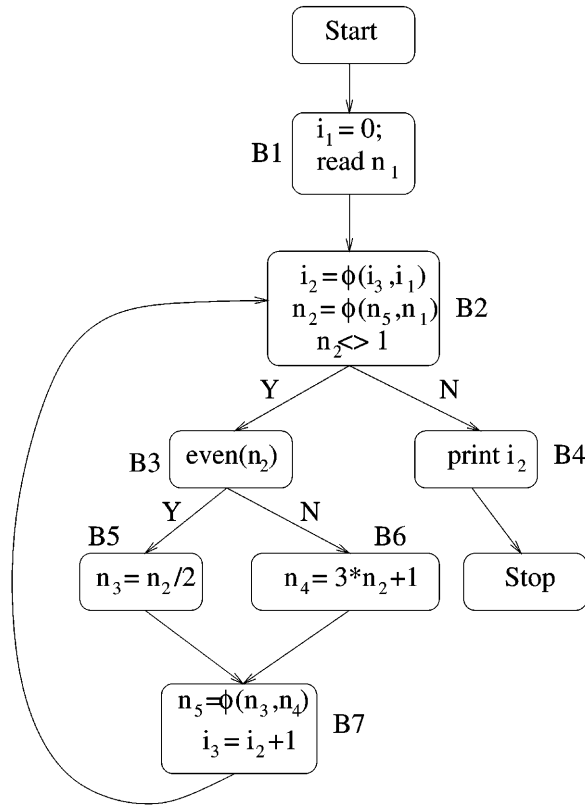 Start
B1
i₁ = 0;
read n₁
i₂ = ϕ(i₃, i₁)
n₂ = ϕ(n₅, n₁)
n₂ <> 1
B2
Y
N
B3
even(n₂)
print i₂
B4
Y
N
B5
B6
n₃ = n₂/2
n₄ = 3*n₂+1
Stop
n₅ = ϕ(n₃, n₄)
i₃ = i₂+1
B7